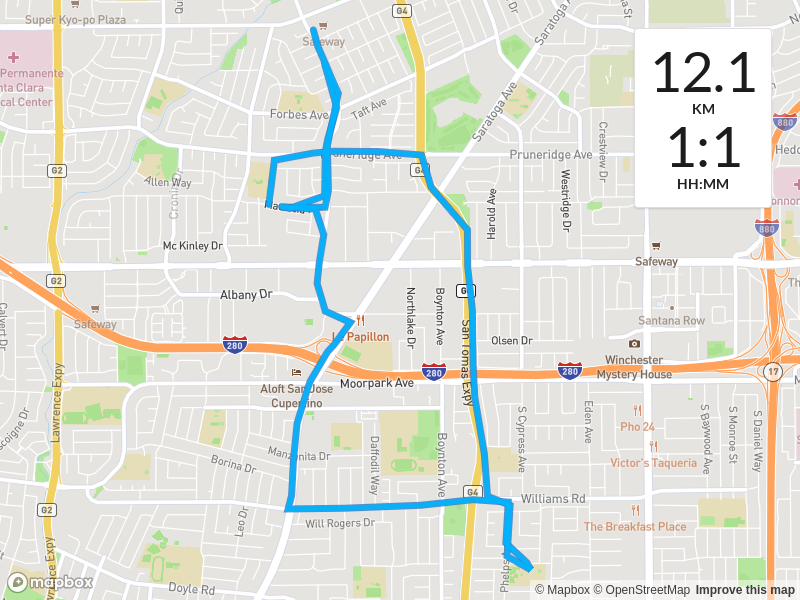 Super Kyo-po Plaza
Safeway
G4
Saratoga Ave
Saratoga Ave
Permanente
nta Clara
cal Center
Forbes Ave
Taft Ave
12.1
KM
1:1
HH:MM
880
G2
Pruneridge Ave
G4
Pruneridge Ave
Crestview Dr
Allen Way
Westridge Dr
Harold Ave
880
Mc Kinley Dr
Safeway
G2
Albany Dr
Northlake Dr
Boynton Ave
San Tomas Expy
Calvert Dr
Safeway
Le Papillon
Santana Row
Olsen Dr
280
280
280
Winchester
Mystery House
17
Aloft San Jose
Cupertino
Moorpark Ave
Lawrence Expy
S Cypress Ave
Eden Ave
Pho 24
S Baywood Ave
S Monroe St
S Daniel Way
Daffodil Way
Boynton Ave
Manzanita Dr
Borina Dr
Victor's Taqueria
G4
Williams Rd
G2
Leo Dr
Will Rogers Dr
The Breakfast Place
Lawrence Expy
Doyle Rd
mapbox
© Mapbox © OpenStreetMap Improve this map